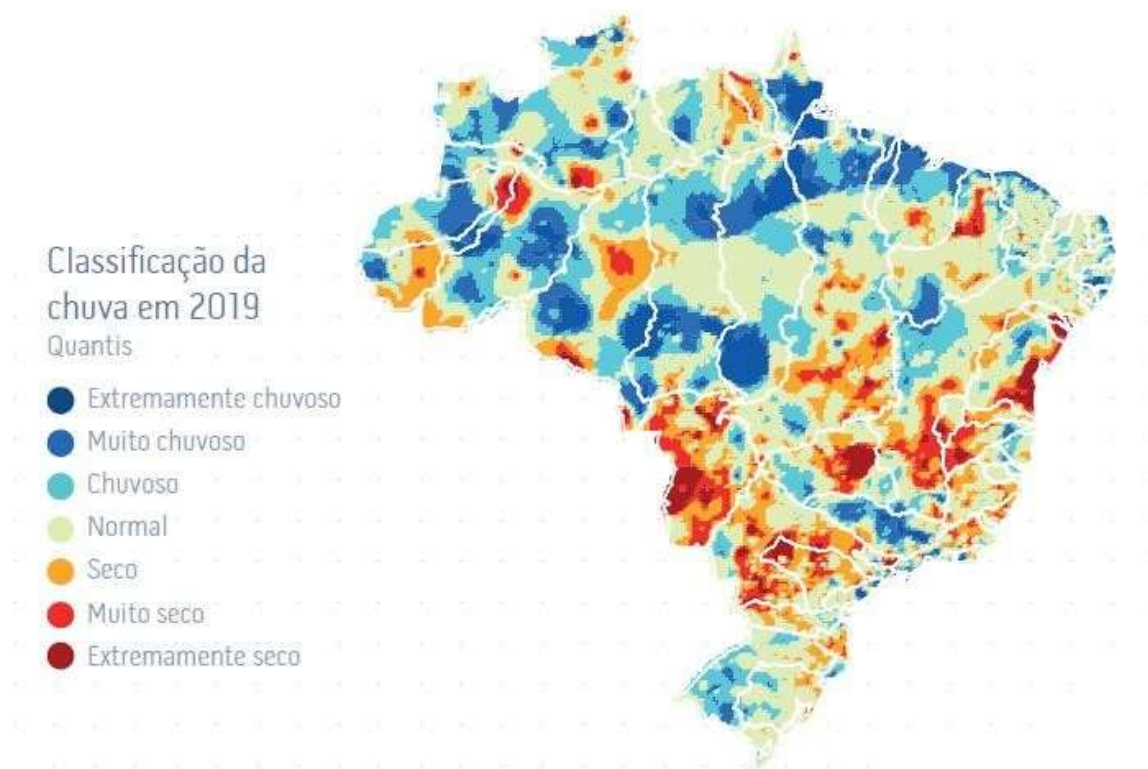 Classificação da
chuva em 2019
Quantis
Extremamente chuvoso
Muito chuvoso
Chuvoso
Normal
Seco
Muito seco
Extremamente seco